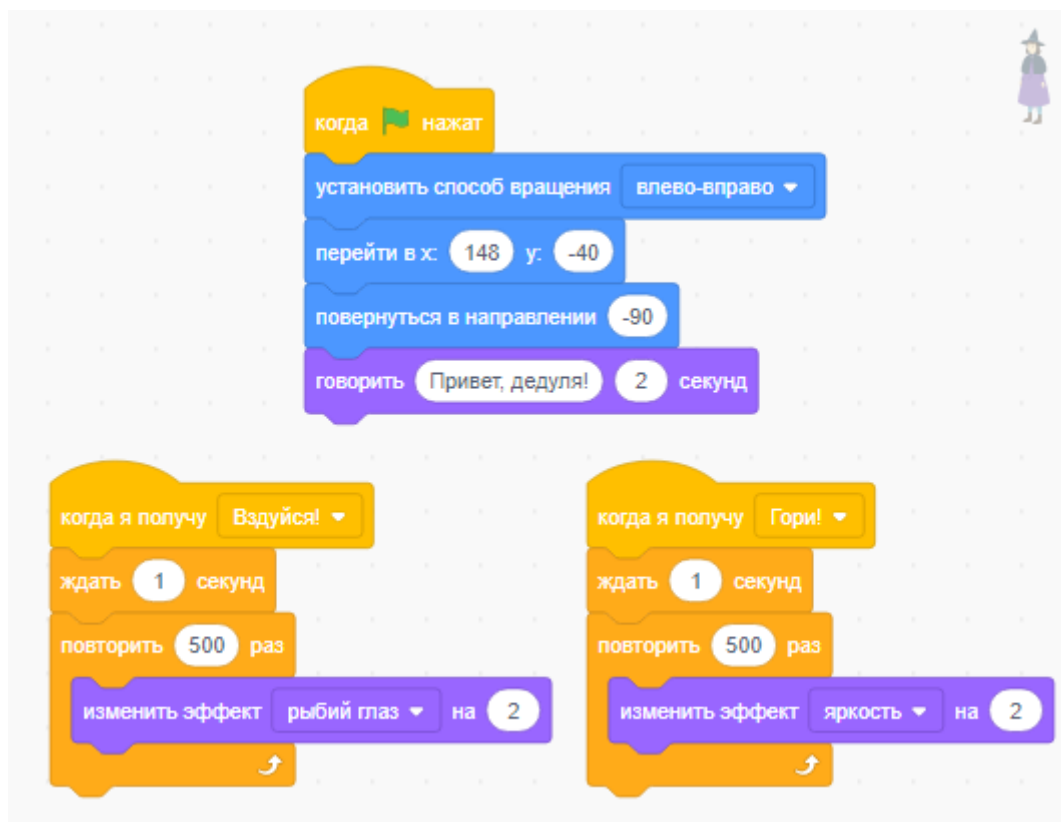 когда нажат
установить способ вращения влево-вправо
перейти в x: 148 y: -40
повернуться в направлении -90
говорить Привет, дедуля! 2 секунд
когда я получу Вздуйся!
ждать 1 секунд
повторить 500 раз
изменить эффект рыбий глаз на 2
когда я получу Гори!
ждать 1 секунд
повторить 500 раз
изменить эффект яркость на 2